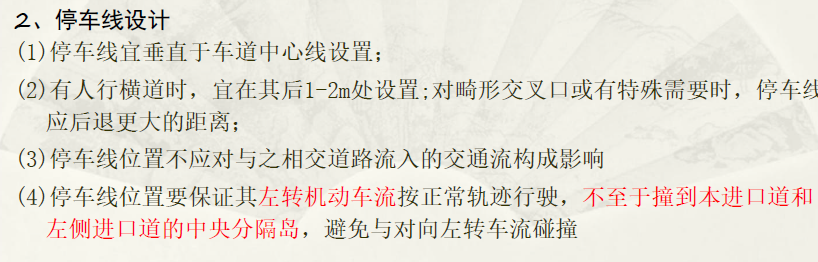 2、停车线设计
(1)停车线宜垂直于车道中心线设置；
(2)有人行横道时，宜在其后1-2m处设置;对畸形交叉口或有特殊需要时，停车线
应后退更大的距离；
(3)停车线位置不应对与之相交道路流入的交通流构成影响
(4)停车线位置要保证其左转机动车流按正常轨迹行驶，不至于撞到本进口道和
左侧进口道的中央分隔岛，避免与对向左转车流碰撞